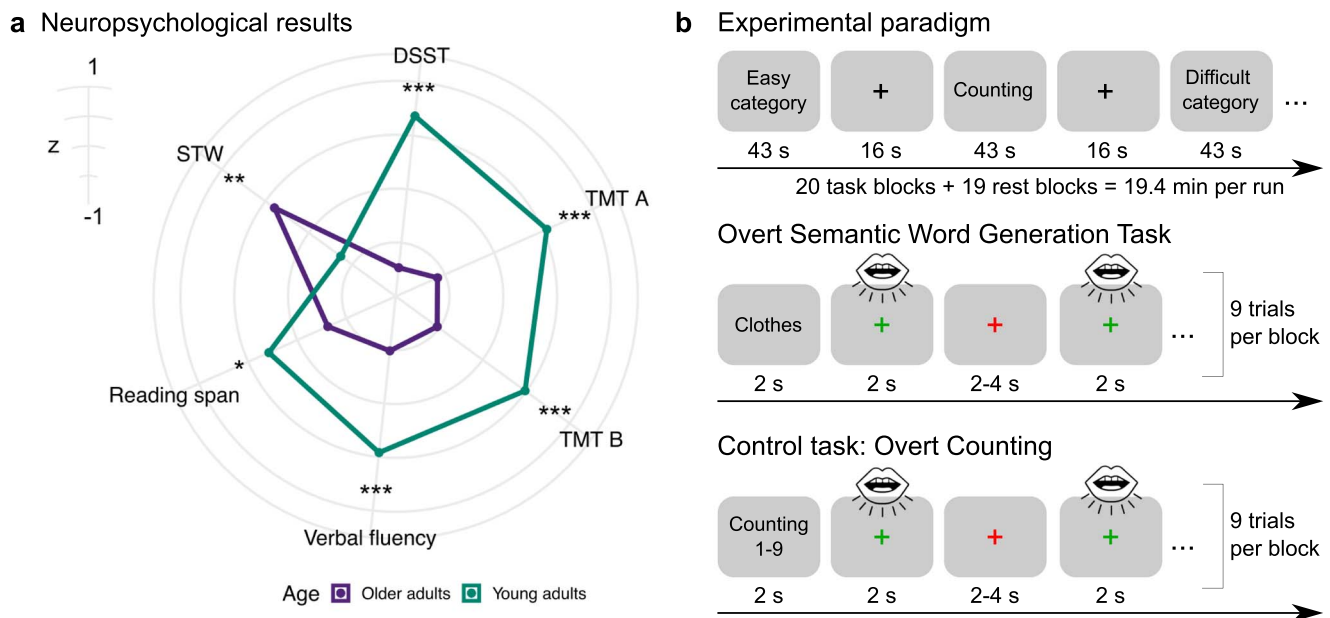 a Neuropsychological results
1
z
-1
DSST
***
STW
**
TMT A
***
Reading span
*
TMT B
***
***
Verbal fluency
Age Older adults Young adults
b Experimental paradigm
Easy category
+
Counting
+
Difficult category
...
43 s 16 s 43 s 16 s 43 s
20 task blocks + 19 rest blocks = 19.4 min per run
Overt Semantic Word Generation Task
Clothes
+
+
+
...
9 trials
per block
2 s 2 s 2-4 s 2 s
Control task: Overt Counting
Counting
1-9
+
+
+
...
9 trials
per block
2 s 2 s 2-4 s 2 s